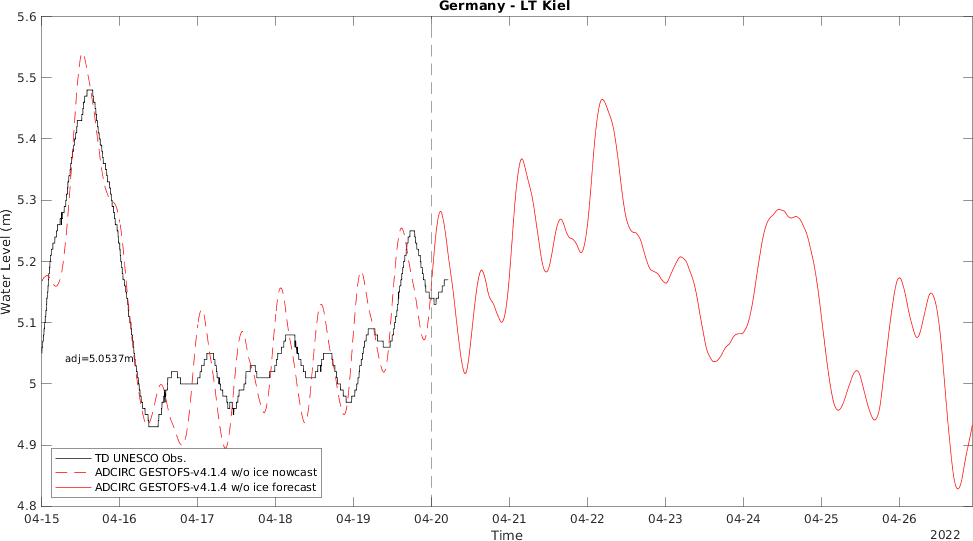 Germany - LT Kiel
5.6
5.5
5.4
5.3
5.2
5.1
5
4.9
4.8
Water Level (m)
adj=5.0537m
TD UNESCO Obs.
ADCIRC GESTOFS-v4.1.4 w/o ice nowcast
ADCIRC GESTOFS-v4.1.4 w/o ice forecast
04-15 04-16 04-17 04-18 04-19 04-20 04-21 04-22 04-23 04-24 04-25 04-26
Time
2022